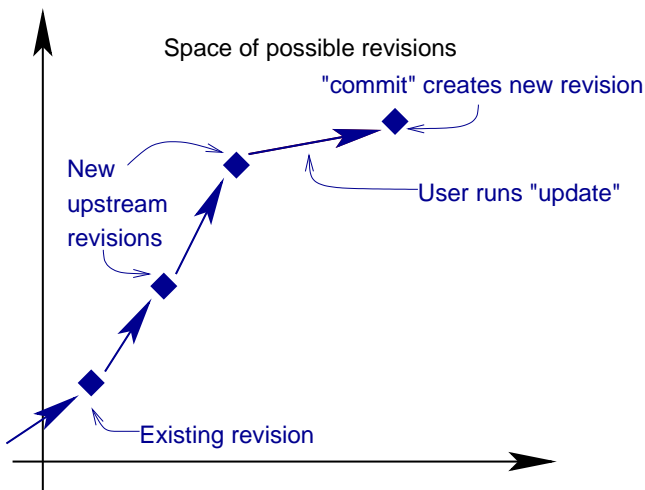 Space of possible revisions
"commit" creates new revision
New
upstream
revisions
User runs "update"
Existing revision